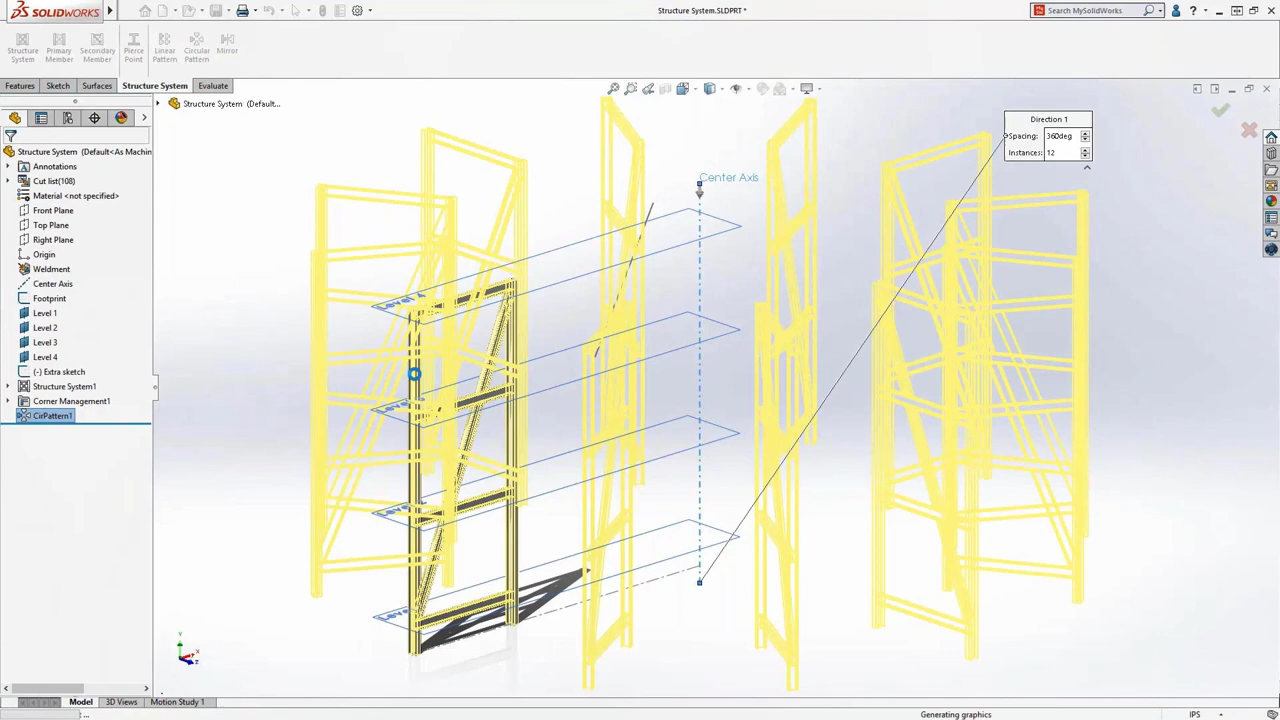 SOLIDWORKS
Structure System.SLDPRT *
Search MySolidWorks
Structure System
Primary Member
Secondary Member
Pierce Point
Linear Pattern
Circular Pattern
Mirror
Features
Sketch
Surfaces
Structure System
Evaluate
Structure System (Default...
Structure System (Default<As Machin
Annotations
Cut list(108)
Material <not specified>
Front Plane
Top Plane
Right Plane
Origin
Weldment
Center Axis
Footprint
Level 1
Level 2
Level 3
Level 4
(-) Extra sketch
Structure System1
Corner Management1
CirPattern1
Center Axis
Direction 1
Spacing: 360deg
Instances: 12
Model
3D Views
Motion Study 1
...
Generating graphics
IPS